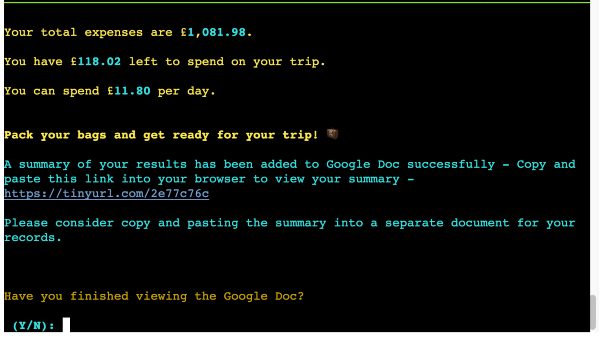 Your total expenses are £1,081.98.
You have £118.02 left to spend on your trip.
You can spend £11.80 per day.
Pack your bags and get ready for your trip!
A summary of your results has been added to Google Doc successfully - Copy and
paste this link into your browser to view your summary -
https://tinyurl.com/2e77c76c
Please consider copy and pasting the summary into a separate document for your
records.
Have you finished viewing the Google Doc?
(Y/N):